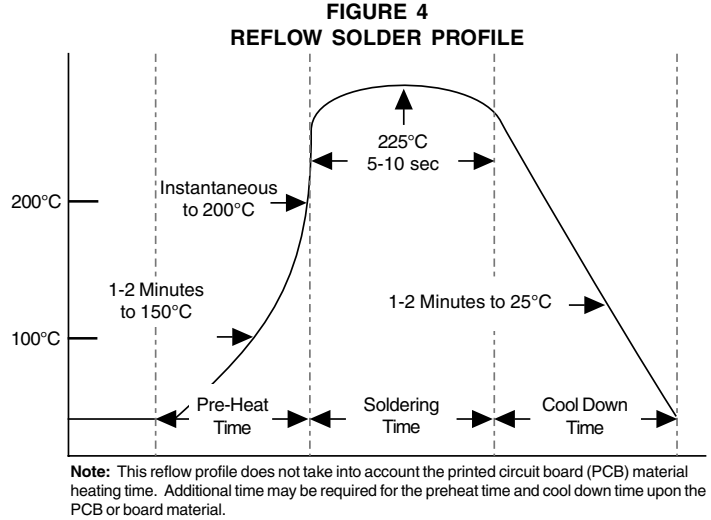 FIGURE 4
REFLOW SOLDER PROFILE
225°C
5-10 sec
Instantaneous
to 200°C
200°C
1-2 Minutes
to 150°C
1-2 Minutes to 25°C
100°C
Pre-Heat
Time
Soldering
Time
Cool Down
Time
Note: This reflow profile does not take into account the printed circuit board (PCB) material
heating time. Additional time may be required for the preheat time and cool down time upon the
PCB or board material.